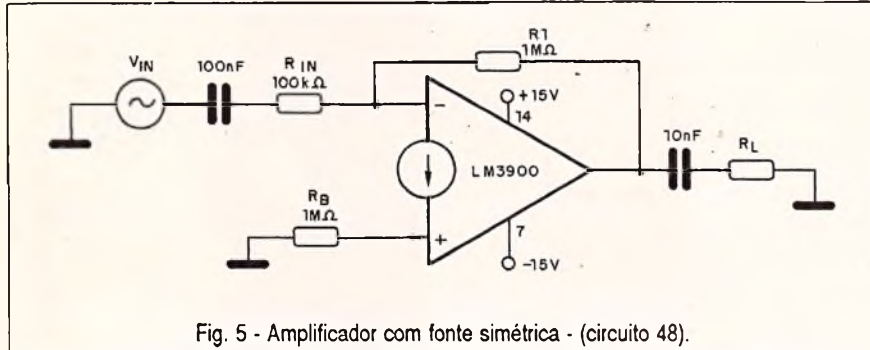 VIN
100nF
RIN
100kΩ
R1
1MΩ
+15V
14
-
LM3900
10nF
RL
RB
1MΩ
+
7
-15V
Fig. 5 - Amplificador com fonte simétrica - (circuito 48).